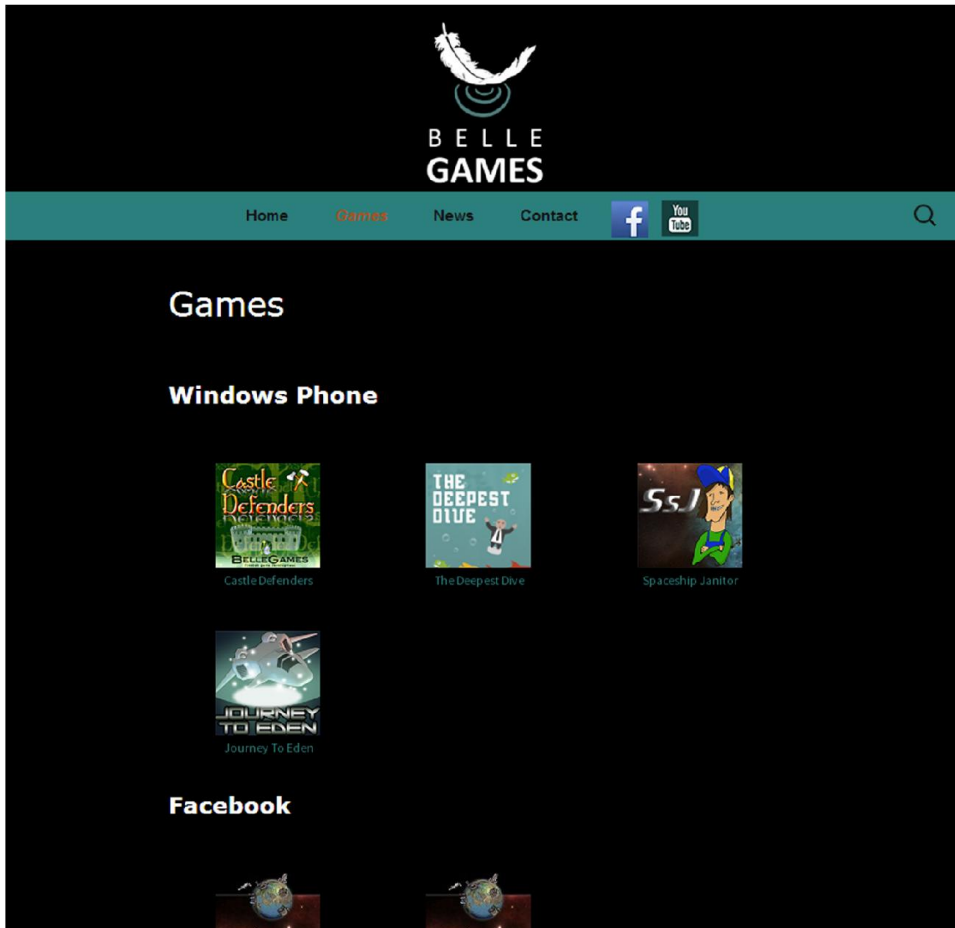 BELLE
GAMES
Home Games News Contact f You Tube
Games
Windows Phone
Castle Defenders
BELLEGAMES
THE DEEPEST DIVE
SSJ
Castle Defenders The Deepest Dive Spaceship Janitor
JOURNEY TO EDEN
Journey To Eden
Facebook